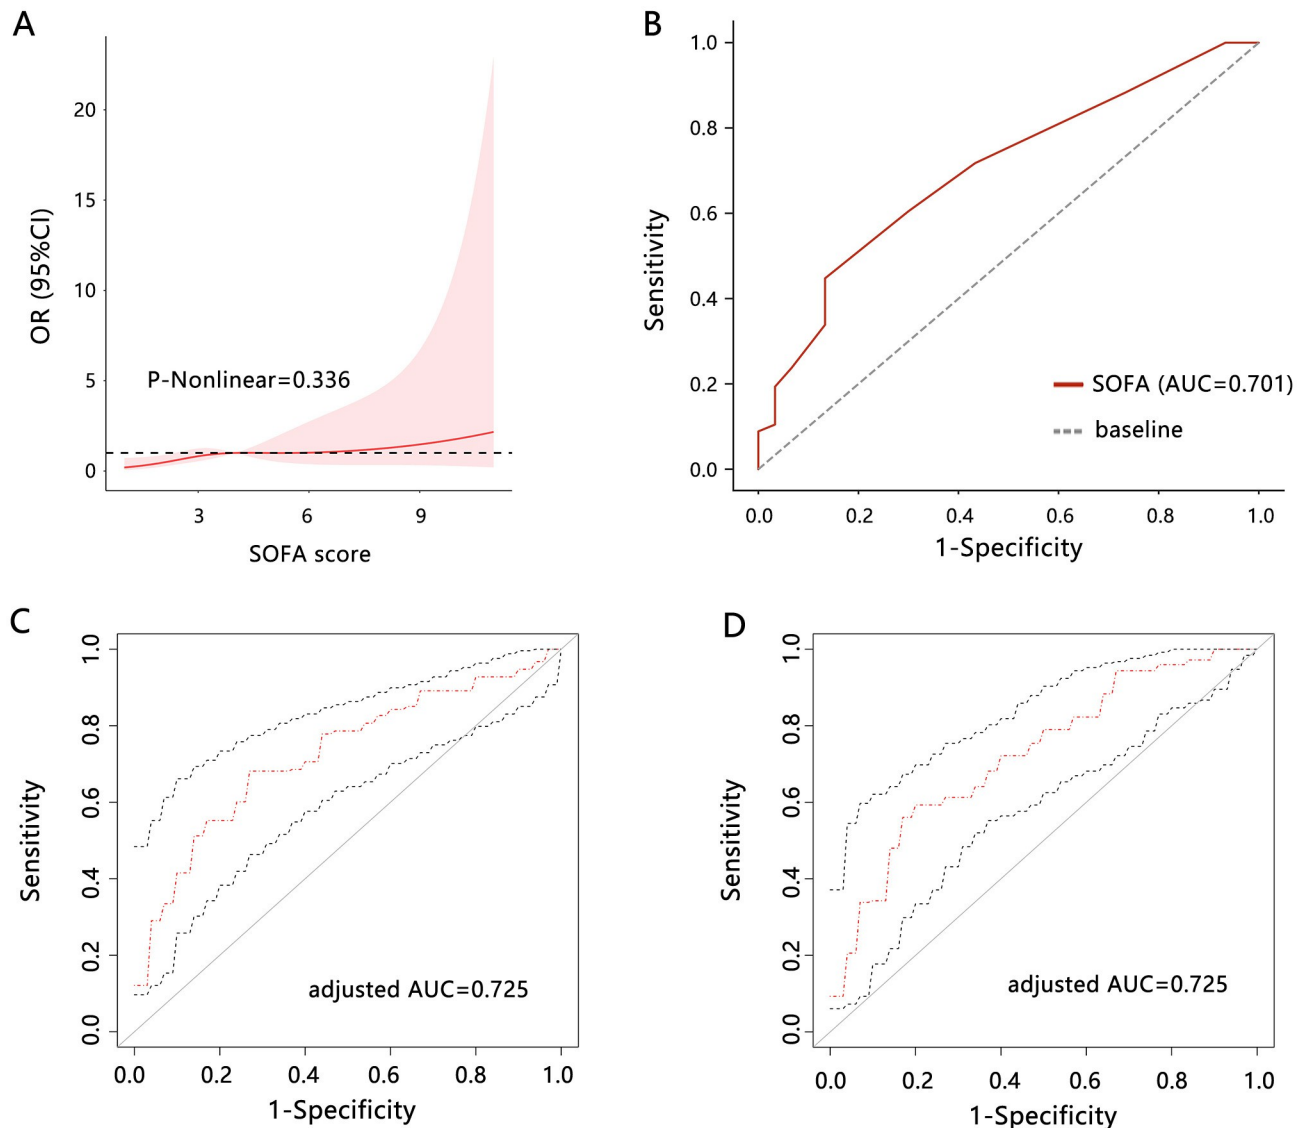 A
OR (95%CI)
20
15
10
5
0
P-Nonlinear=0.336
3 6 9
SOFA score
B
Sensitivity
1.0
0.8
0.6
0.4
0.2
0.0
SOFA (AUC=0.701)
baseline
0.0 0.2 0.4 0.6 0.8 1.0
1-Specificity
C
Sensitivity
1.0
0.8
0.6
0.4
0.2
0.0
adjusted AUC=0.725
0.0 0.2 0.4 0.6 0.8 1.0
1-Specificity
D
Sensitivity
1.0
0.8
0.6
0.4
0.2
0.0
adjusted AUC=0.725
0.0 0.2 0.4 0.6 0.8 1.0
1-Specificity